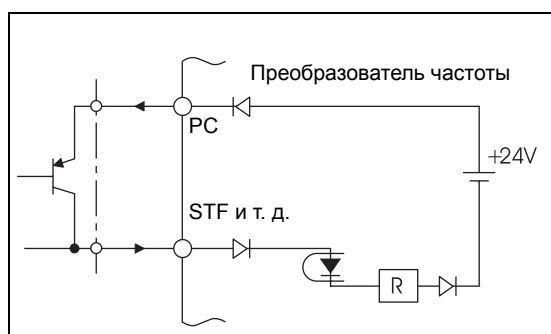 Преобразователь частоты
PC
+24V
STF и т. д.
R